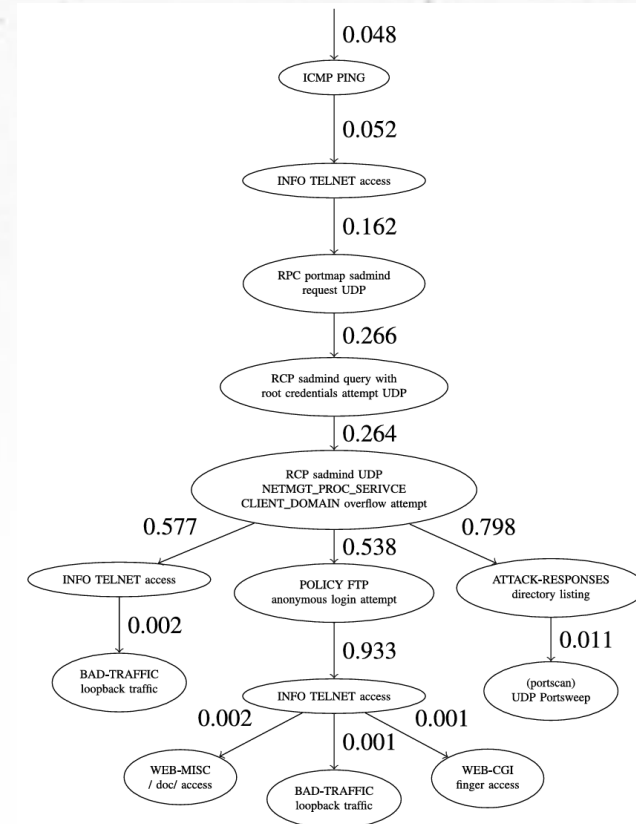 0.048
ICMP PING
0.052
INFO TELNET access
0.162
RPC portmap sadmind
request UDP
0.266
RCP sadmind query with
root credentials attempt UDP
0.264
RCP sadmind UDP
NETMGT_PROC_SERIVCE
CLIENT_DOMAIN overflow attempt
0.577
0.538
0.798
INFO TELNET access
POLICY FTP
anonymous login attempt
ATTACK-RESPONSES
directory listing
0.002
0.933
0.011
BAD-TRAFFIC
loopback traffic
INFO TELNET access
(portscan)
UDP Portsweep
0.002
0.001
0.001
WEB-MISC
/ doc/ access
BAD-TRAFFIC
loopback traffic
WEB-CGI
finger access